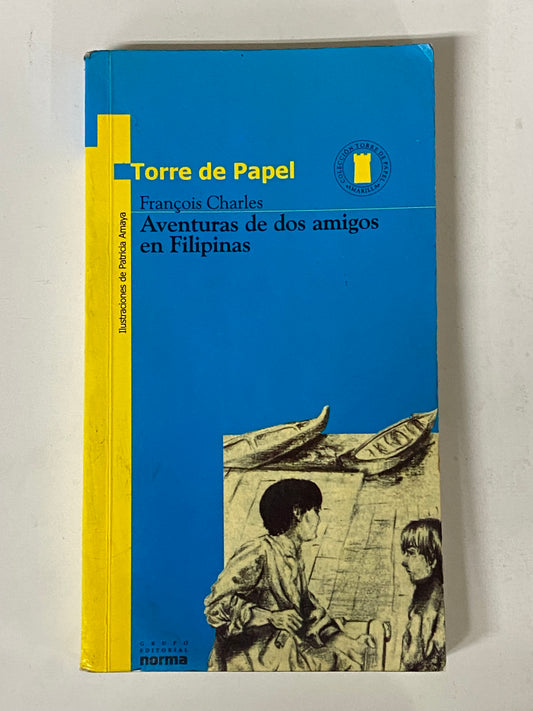 Torre de Papel
COLECCIÓN TORRE DE PAPEL
AMARILLA
François Charles
Aventuras de dos amigos
en Filipinas
Ilustraciones de Patricia Amaya
GRUPO
EDITORIAL
norma